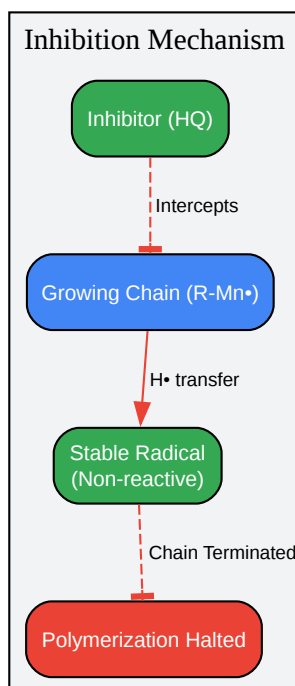 Inhibition Mechanism
Inhibitor (HQ)
Intercepts
Growing Chain (R-Mn•)
H• transfer
Stable Radical
(Non-reactive)
Chain Terminated
Polymerization Halted